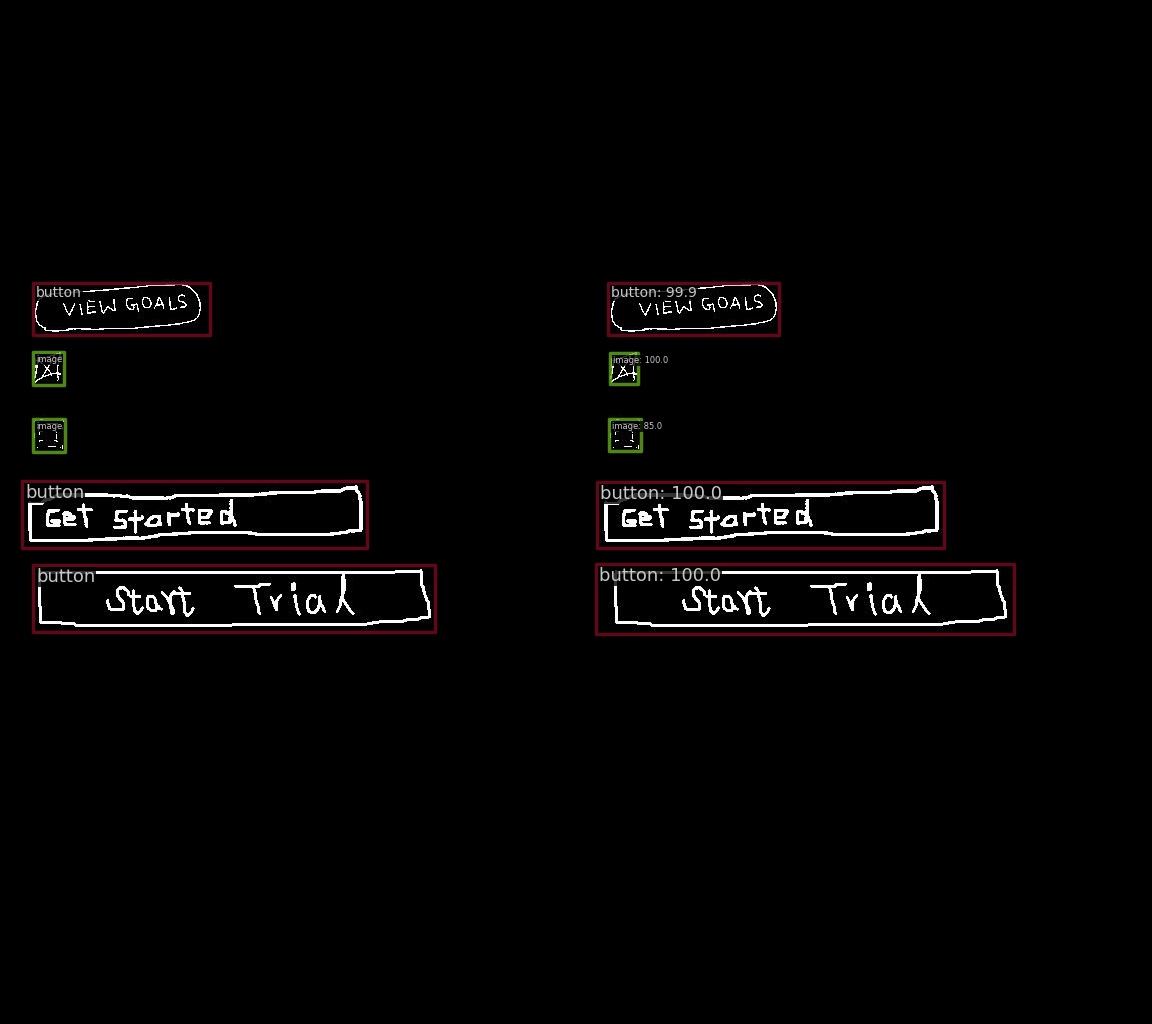 button
VIEW GOALS
image
image
button
Get Started
button
Start Trial
button: 99.9
VIEW GOALS
image: 100.0
image: 85.0
button: 100.0
Get Started
button: 100.0
Start Trial